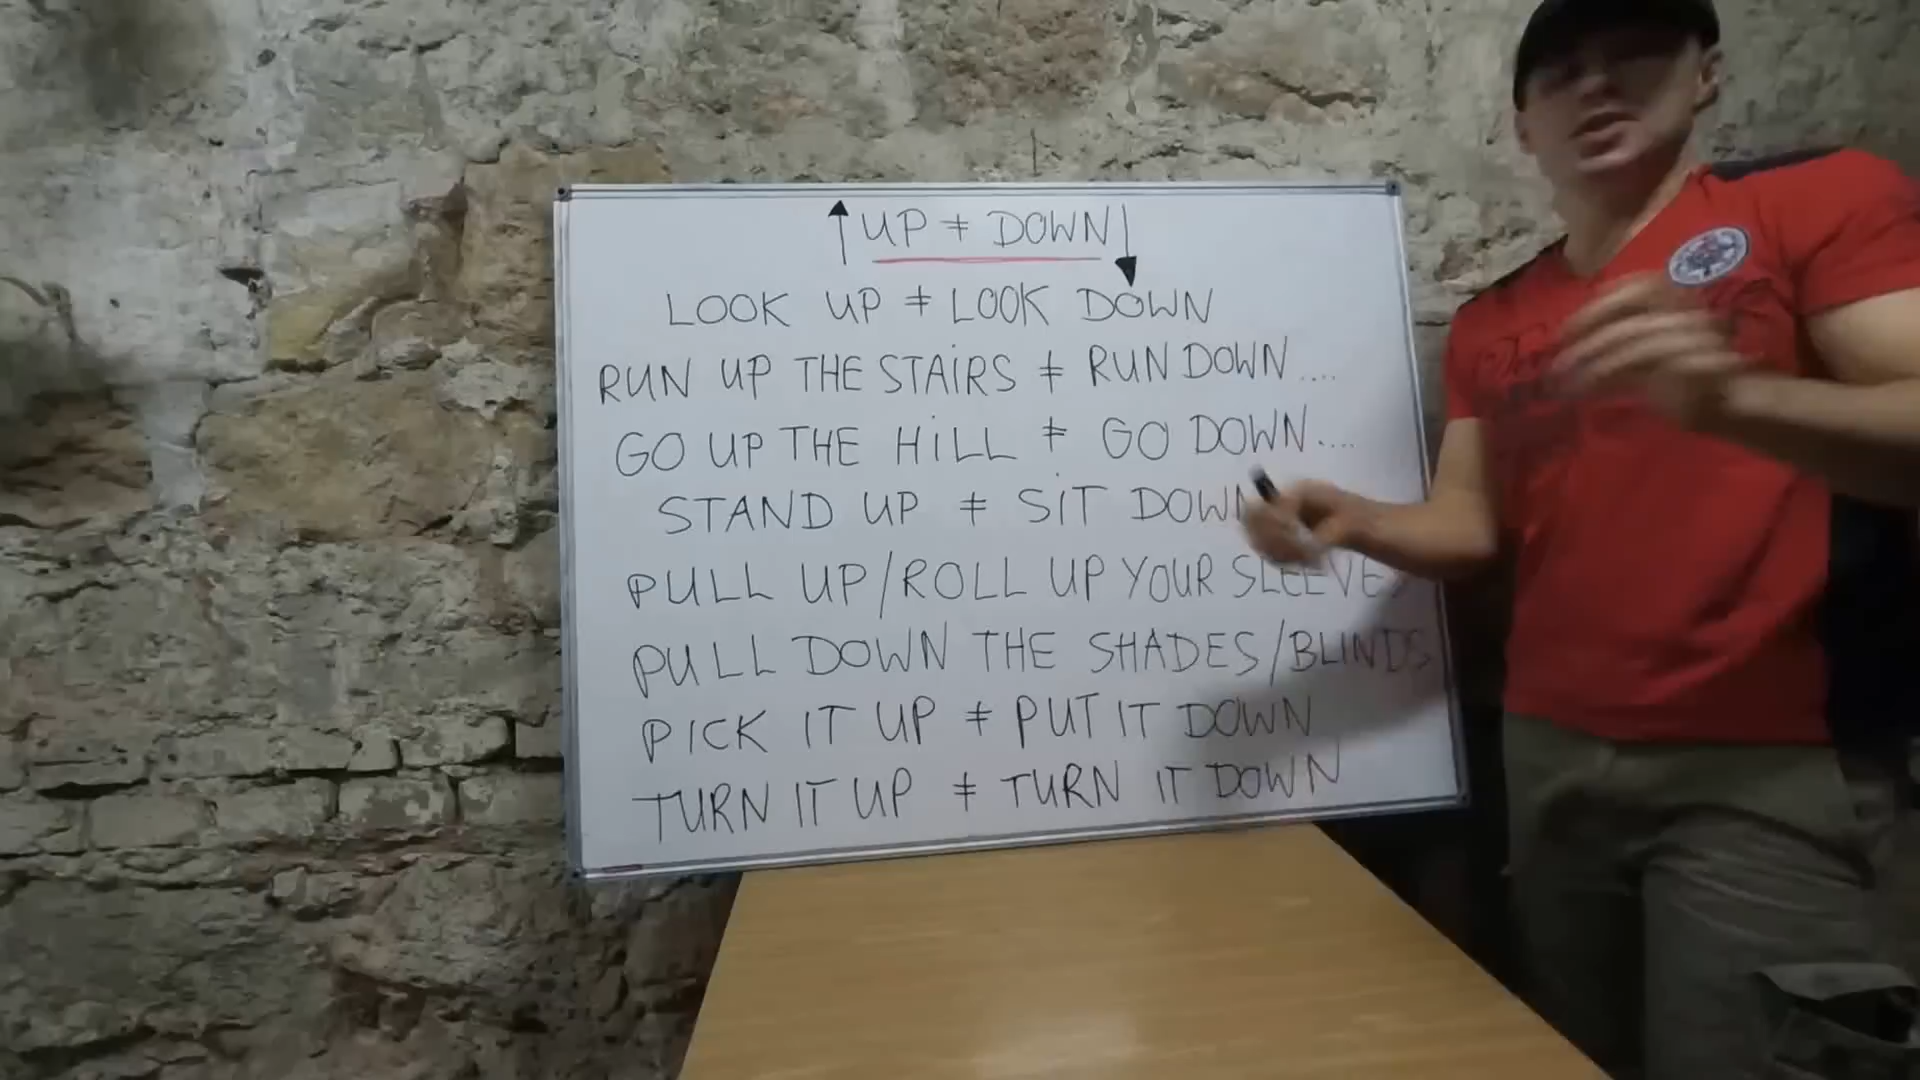 ↑ UP ≠ DOWN ↓
LOOK UP ≠ LOOK DOWN
RUN UP THE STAIRS ≠ RUN DOWN....
GO UP THE HILL ≠ GO DOWN....
STAND UP ≠ SIT DOWN
PULL UP/ROLL UP YOUR SLEEVES
PULL DOWN THE SHADES/BLINDS
PICK IT UP ≠ PUT IT DOWN
TURN IT UP ≠ TURN IT DOWN